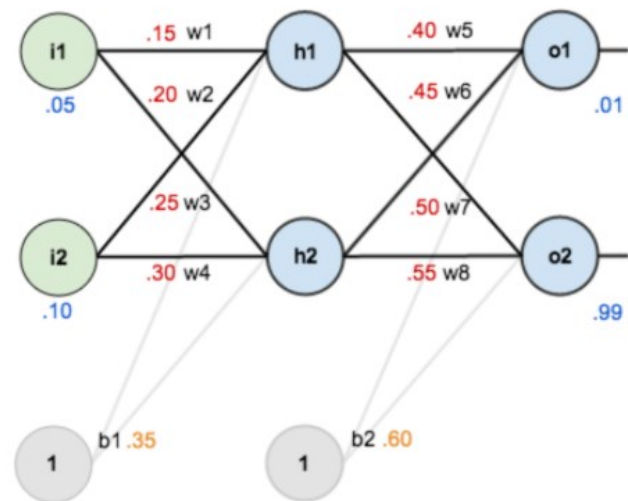 i1 .15 w1 h1 .40 w5 o1
.05 .20 w2 .45 w6 .01
.25 w3 .50 w7
i2 .30 w4 h2 .55 w8 o2
.10 .99
b1 .35 b2 .60
1 1